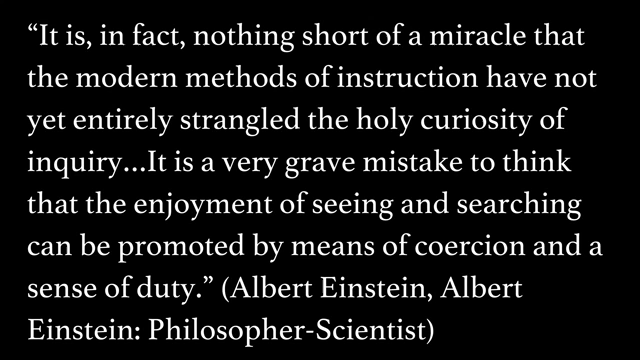 “It is, in fact, nothing short of a miracle that
the modern methods of instruction have not
yet entirely strangled the holy curiosity of
inquiry...It is a very grave mistake to think
that the enjoyment of seeing and searching
can be promoted by means of coercion and a
sense of duty.” (Albert Einstein, Albert
Einstein: Philosopher-Scientist)